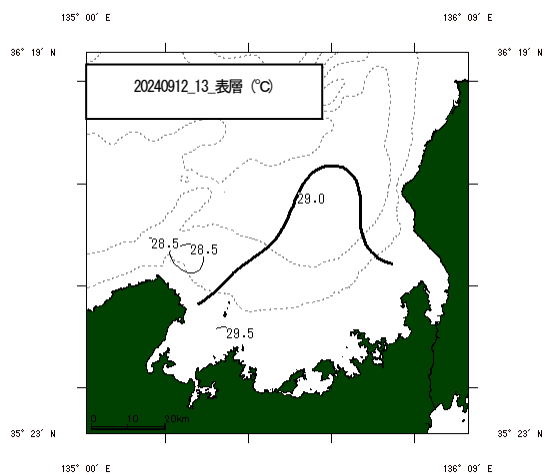 135° 00' E
136° 09' E
36° 19' N
36° 19' N
20240912_13_表層 (℃)
29.0
28.5
28.5
29.5
0 10 20km
35° 23' N
35° 23' N
135° 00' E
136° 09' E